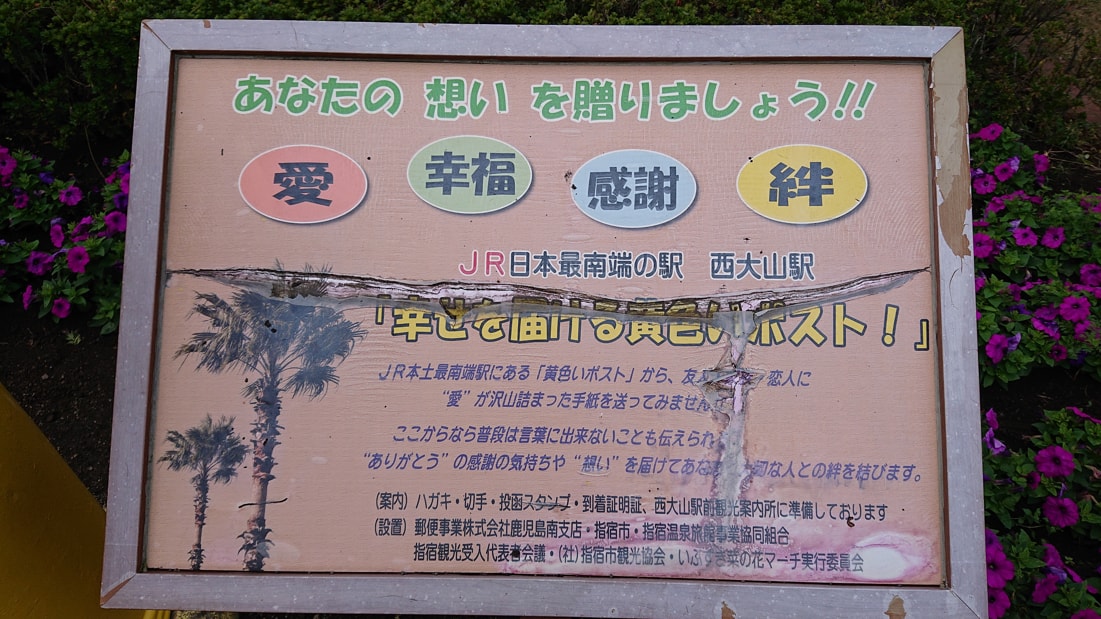 あなたの 想い を贈りましょう!!
愛 幸福 感謝 絆
JR日本最南端の駅 西大山駅
「幸せを届ける黄色いポスト！」
JR本土最南端駅にある「黄色いポスト」から、友 恋人に
“愛”が沢山詰まった手紙を送ってみません
ここからなら普段は言葉に出来ないことも伝えられ
“ありがとう”の感謝の気持ちや“想い”を届けてあな な人との絆を結びます。
(案内) ハガキ・切手・投函スタンプ・到着証明証、西大山駅前観光案内所に準備しております
(設置) 郵便事業株式会社鹿児島南支店・指宿市・指宿温泉旅館事業協同組合
指宿観光受入代表者会議・(社)指宿市観光協会・いぶすき菜の花マーチ実行委員会